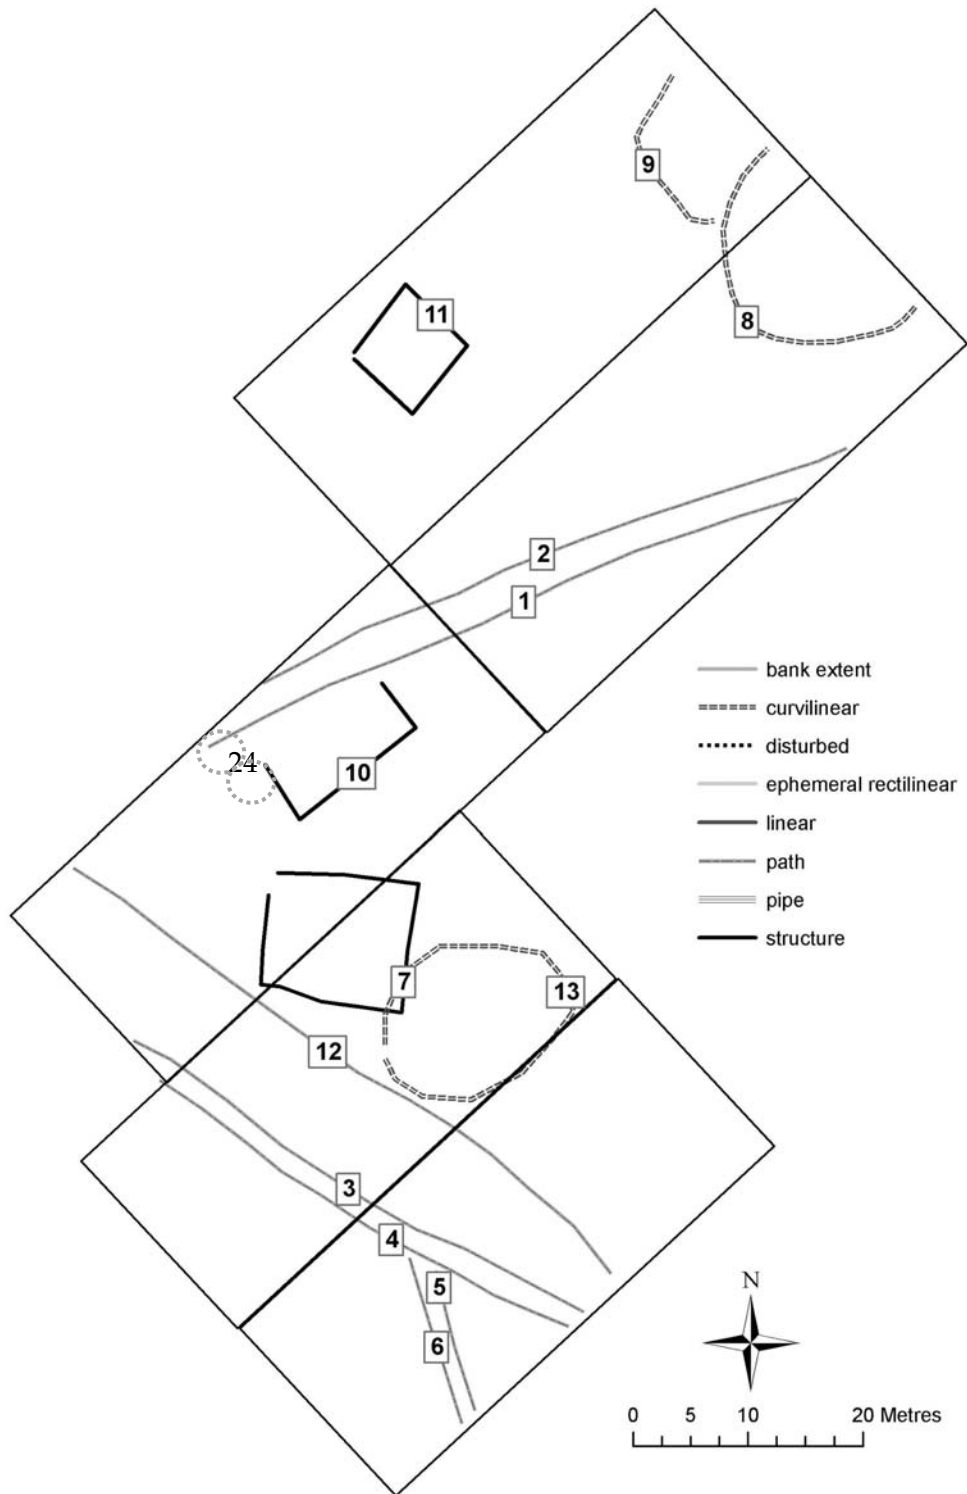 9
8
11
2
1
bank extent
curvilinear
24
10
disturbed
ephemeral rectilinear
linear
path
pipe
structure
7
13
12
3
4
5
6
N
0 5 10 20 Metres